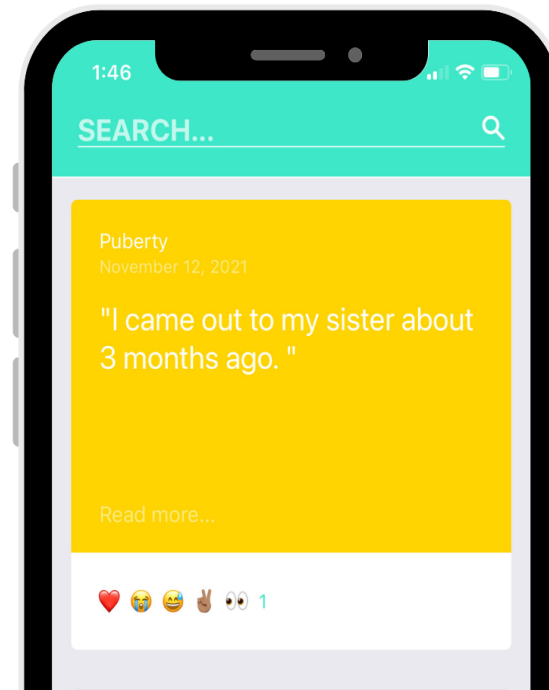 1:46
SEARCH...
Puberty
November 12, 2021
"I came out to my sister about
3 months ago. "
Read more...
❤️ 😭 😅 ✌🏽 👀 1